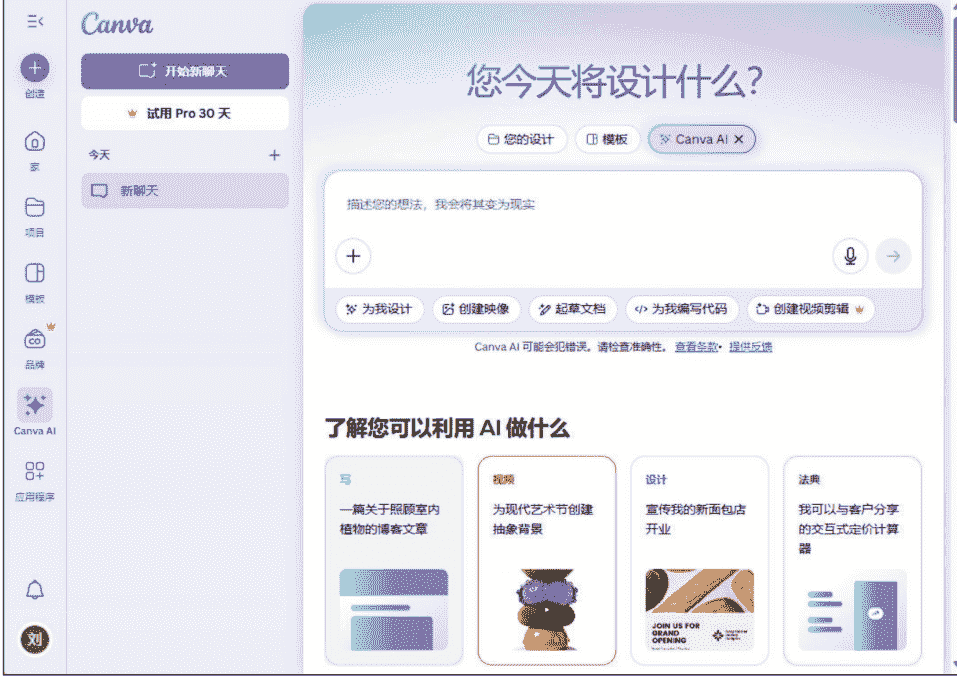 Canva
创建
家
项目
模板
品牌
Canva AI
应用程序
刘
开始新聊天
试用 Pro 30 天
今天
新聊天
您今天将设计什么?
您的设计
模板
Canva AI
描述您的想法，我会将其变为现实
为我设计
创建映像
起草文档
为我编写代码
创建视频剪辑
Canva AI 可能会犯错误。请检查准确性。 查看条款• 提供反馈
了解您可以利用 AI 做什么
写
一篇关于照顾室内
植物的博客文章
视频
为现代艺术节创建
抽象背景
设计
宣传我的新面包店
开业
JOIN US FOR
GRAND
OPENING
法典
我可以与客户分享
的交互式定价计算
器